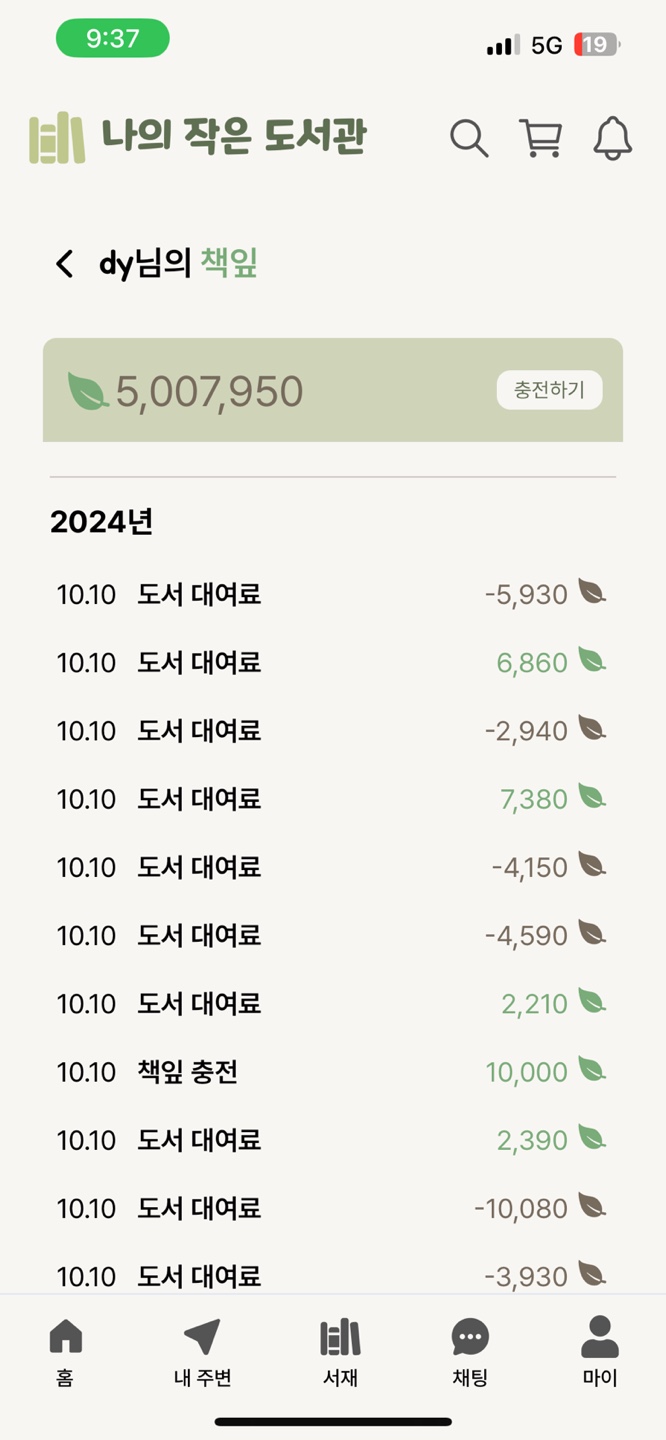 9:37
5G 19
나의 작은 도서관
dy님의 책잎
5,007,950
충전하기
2024년
10.10 도서 대여료 -5,930
10.10 도서 대여료 6,860
10.10 도서 대여료 -2,940
10.10 도서 대여료 7,380
10.10 도서 대여료 -4,150
10.10 도서 대여료 -4,590
10.10 도서 대여료 2,210
10.10 책잎 충전 10,000
10.10 도서 대여료 2,390
10.10 도서 대여료 -10,080
10.10 도서 대여료 -3,930
홈 내 주변 서재 채팅 마이